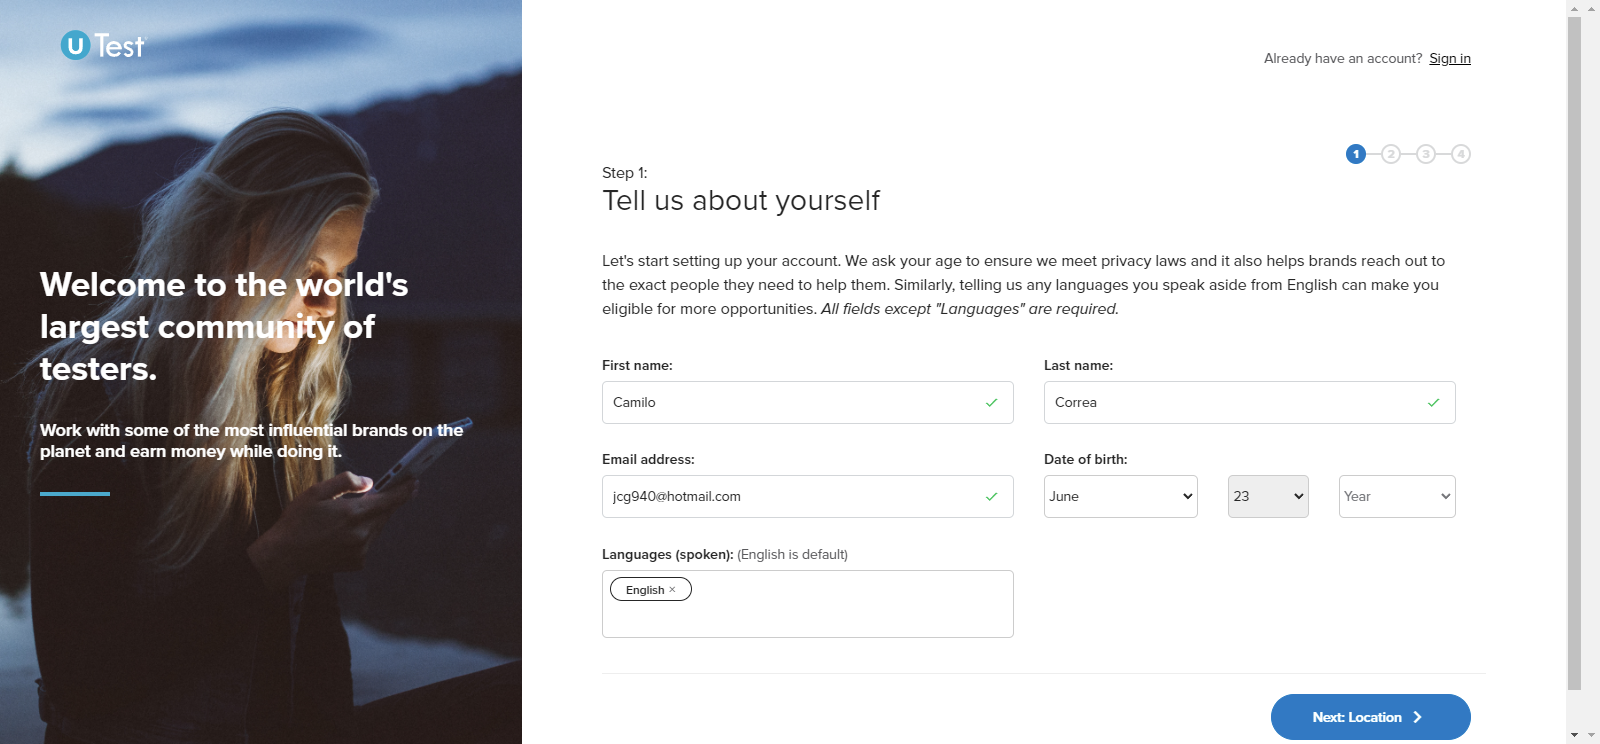 U Test
Welcome to the world's
largest community of
testers.
Work with some of the most influential brands on the
planet and earn money while doing it.
Already have an account? Sign in
1 2 3 4
Step 1:
Tell us about yourself
Let's start setting up your account. We ask your age to ensure we meet privacy laws and it also helps brands reach out to
the exact people they need to help them. Similarly, telling us any languages you speak aside from English can make you
eligible for more opportunities. All fields except "Languages" are required.
First name:
Camilo
Last name:
Correa
Email address:
jcg940@hotmail.com
Date of birth:
June 23 Year
Languages (spoken): (English is default)
English ×
Next: Location